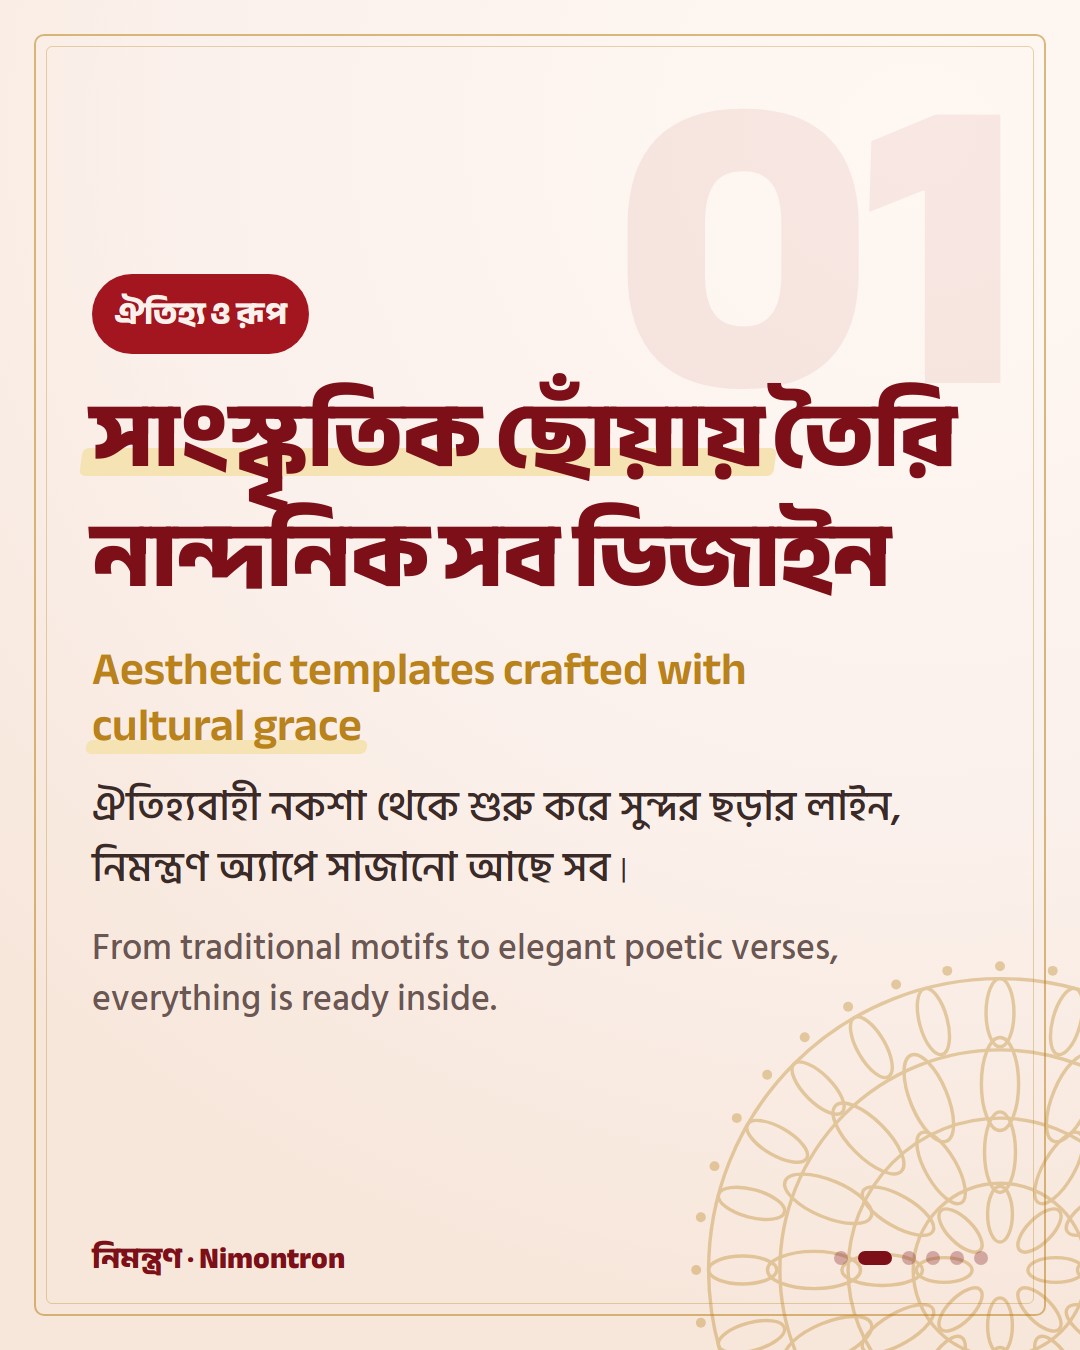 01
ঐতিহ্য ও রূপ
সাংস্কৃতিক ছোঁয়ায় তৈরি
নান্দনিক সব ডিজাইন
Aesthetic templates crafted with
cultural grace
ঐতিহ্যবাহী নকশা থেকে শুরু করে সুন্দর ছড়ার লাইন,
নিমন্ত্রণ অ্যাপে সাজানো আছে সব।
From traditional motifs to elegant poetic verses,
everything is ready inside.
নিমন্ত্রণ · Nimontron